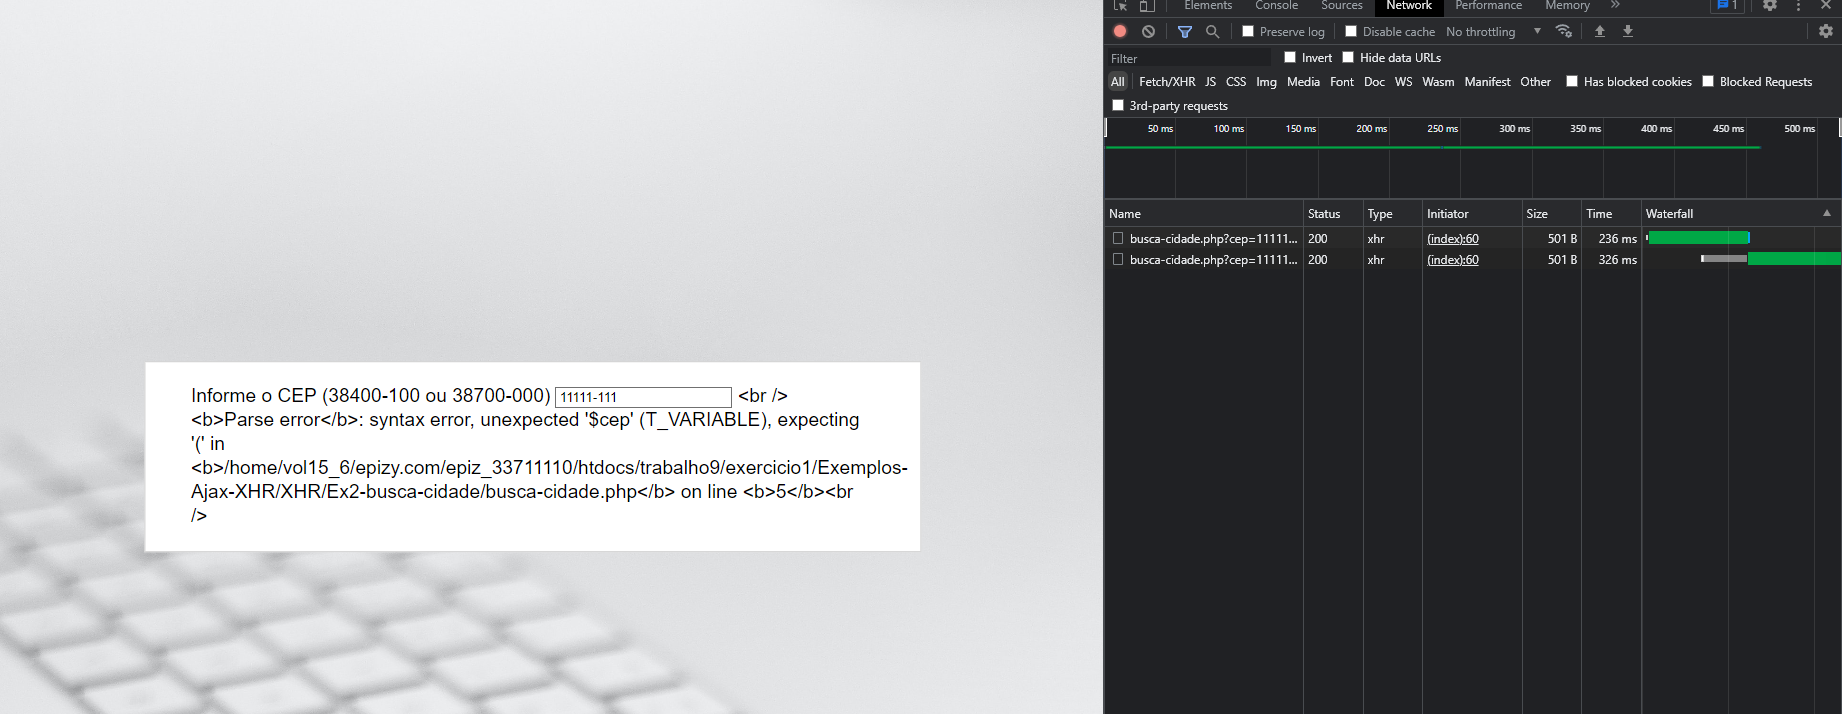 Elements Console Sources Network Performance Memory » 1
Preserve log Disable cache No throttling
Filter Invert Hide data URLs
All Fetch/XHR JS CSS Img Media Font Doc WS Wasm Manifest Other Has blocked cookies Blocked Requests
3rd-party requests
50 ms 100 ms 150 ms 200 ms 250 ms 300 ms 350 ms 400 ms 450 ms 500 ms
Name Status Type Initiator Size Time Waterfall
busca-cidade.php?cep=11111... 200 xhr (index):60 501 B 236 ms
busca-cidade.php?cep=11111... 200 xhr (index):60 501 B 326 ms
Informe o CEP (38400-100 ou 38700-000) 11111-111 <br />
<b>Parse error</b>: syntax error, unexpected '$cep' (T_VARIABLE), expecting
'(' in
<b>/home/vol15_6/epizy.com/epiz_33711110/htdocs/trabalho9/exercicio1/Exemplos-
Ajax-XHR/XHR/Ex2-busca-cidade/busca-cidade.php</b> on line <b>5</b><br
/>